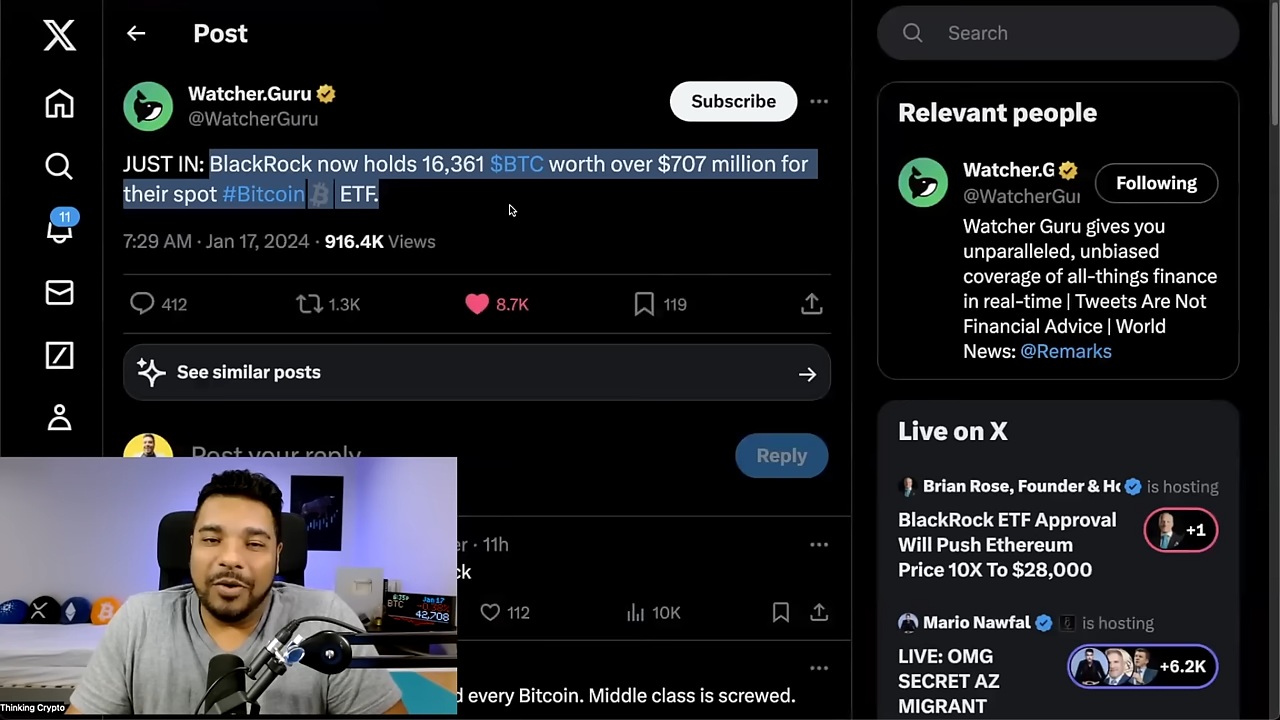 Post
Search
Watcher.Guru
@WatcherGuru
Subscribe
JUST IN: BlackRock now holds 16,361 $BTC worth over $707 million for
their spot #Bitcoin ETF.
7:29 AM · Jan 17, 2024 · 916.4K Views
412
1.3K
8.7K
119
See similar posts
Post your reply
Reply
11
· 11h
112
10K
every Bitcoin. Middle class is screwed.
Relevant people
Watcher.G
@WatcherGur
Following
Watcher Guru gives you
unparalleled, unbiased
coverage of all-things finance
in real-time | Tweets Are Not
Financial Advice | World
News: @Remarks
Live on X
Brian Rose, Founder & Ho is hosting
BlackRock ETF Approval
Will Push Ethereum
Price 10X To $28,000
+1
Mario Nawfal is hosting
LIVE: OMG
SECRET AZ
MIGRANT
+6.2K
Jan 17
BTC
42,708
Thinking Crypto